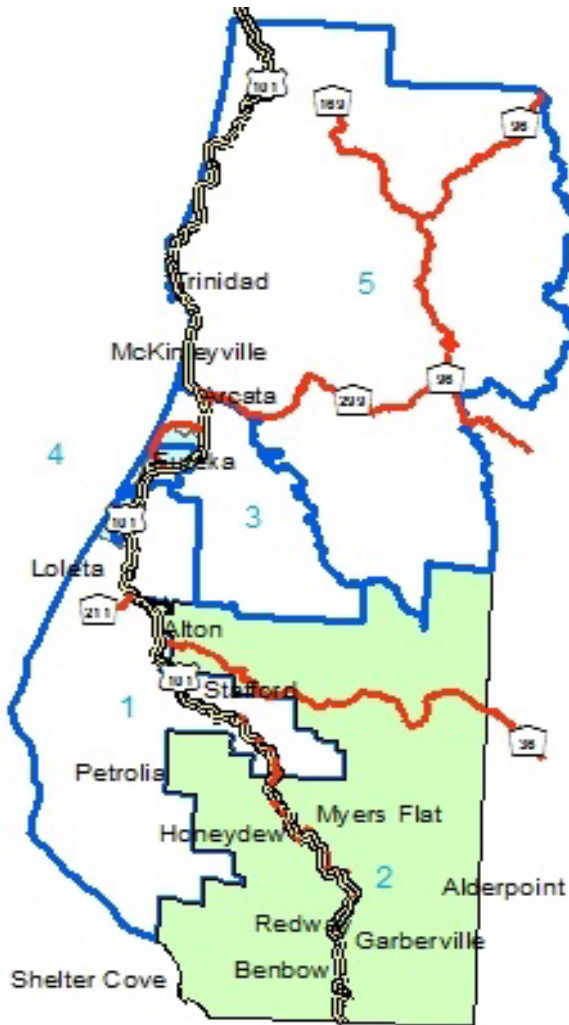 101
169
96
Trinidad
5
McKinleyville
96
Arcata
299
4
Eureka
3
101
Loleta
211
Alton
101
Stafford
1
36
Petrolia
Myers Flat
Honeydew
2
Alderpoint
Redway
Garberville
Benbow
Shelter Cove